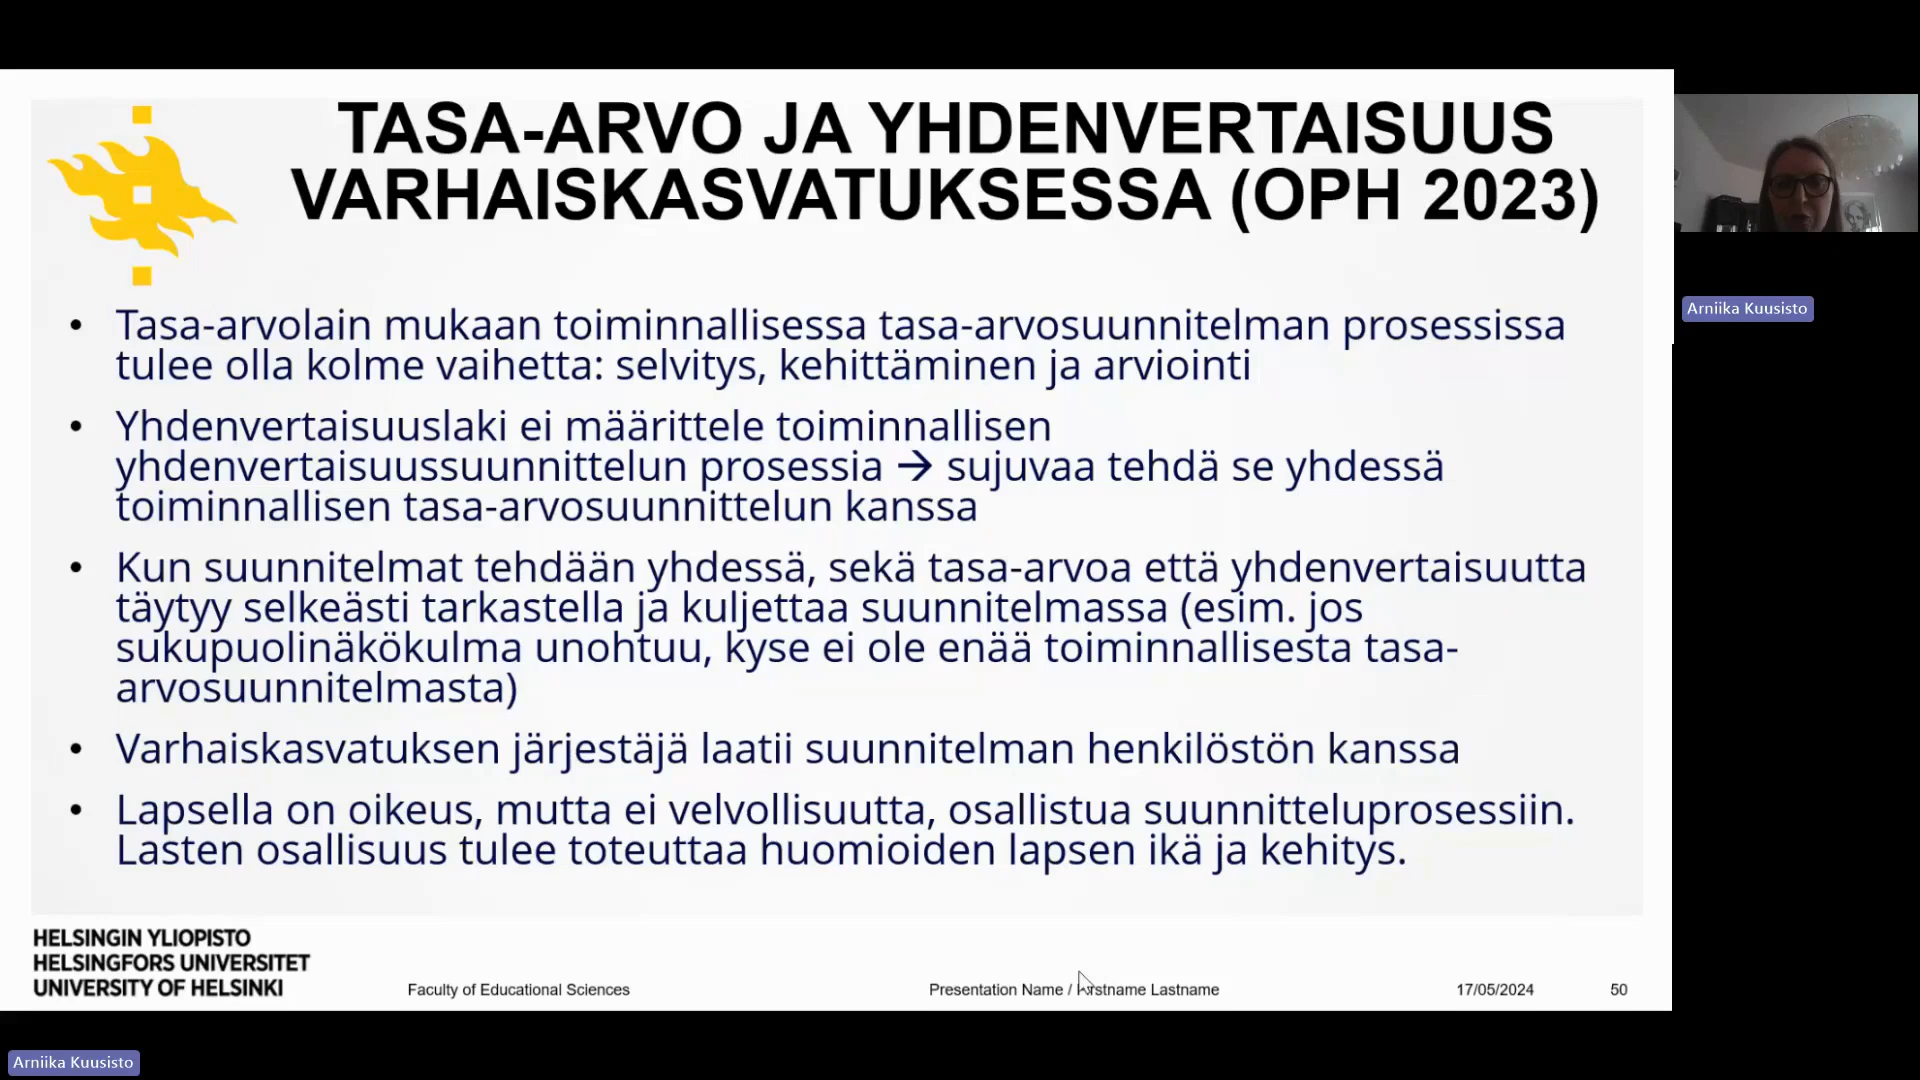 TASA-ARVO JA YHDENVERTAISUUS
VARHAISKASVATUKSESSA (OPH 2023)
• Tasa-arvolain mukaan toiminnallisessa tasa-arvosuunnitelman prosessissa
tulee olla kolme vaihetta: selvitys, kehittäminen ja arviointi
• Yhdenvertaisuuslaki ei määrittele toiminnallisen
yhdenvertaisuussuunnittelun prosessia → sujuvaa tehdä se yhdessä
toiminnallisen tasa-arvosuunnittelun kanssa
• Kun suunnitelmat tehdään yhdessä, sekä tasa-arvoa että yhdenvertaisuutta
täytyy selkeästi tarkastella ja kuljettaa suunnitelmassa (esim. jos
sukupuolinäkökulma unohtuu, kyse ei ole enää toiminnallisesta tasa-
arvosuunnitelmasta)
• Varhaiskasvatuksen järjestäjä laatii suunnitelman henkilöstön kanssa
• Lapsella on oikeus, mutta ei velvollisuutta, osallistua suunnitteluprosessiin.
Lasten osallisuus tulee toteuttaa huomioiden lapsen ikä ja kehitys.
HELSINGIN YLIOPISTO
HELSINGFORS UNIVERSITET
UNIVERSITY OF HELSINKI
Faculty of Educational Sciences
Presentation Name / Firstname Lastname
17/05/2024
50
Arniika Kuusisto
Arniika Kuusisto